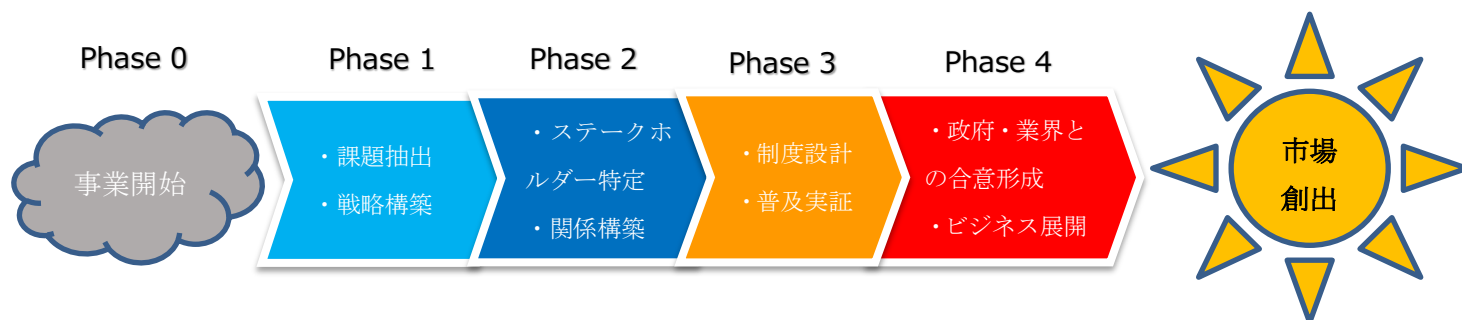 Phase 0
Phase 1
Phase 2
Phase 3
Phase 4
事業開始
・課題抽出
・戦略構築
・ステークホ
ルダー特定
・関係構築
・制度設計
・普及実証
・政府・業界と
の合意形成
・ビジネス展開
市場
創出